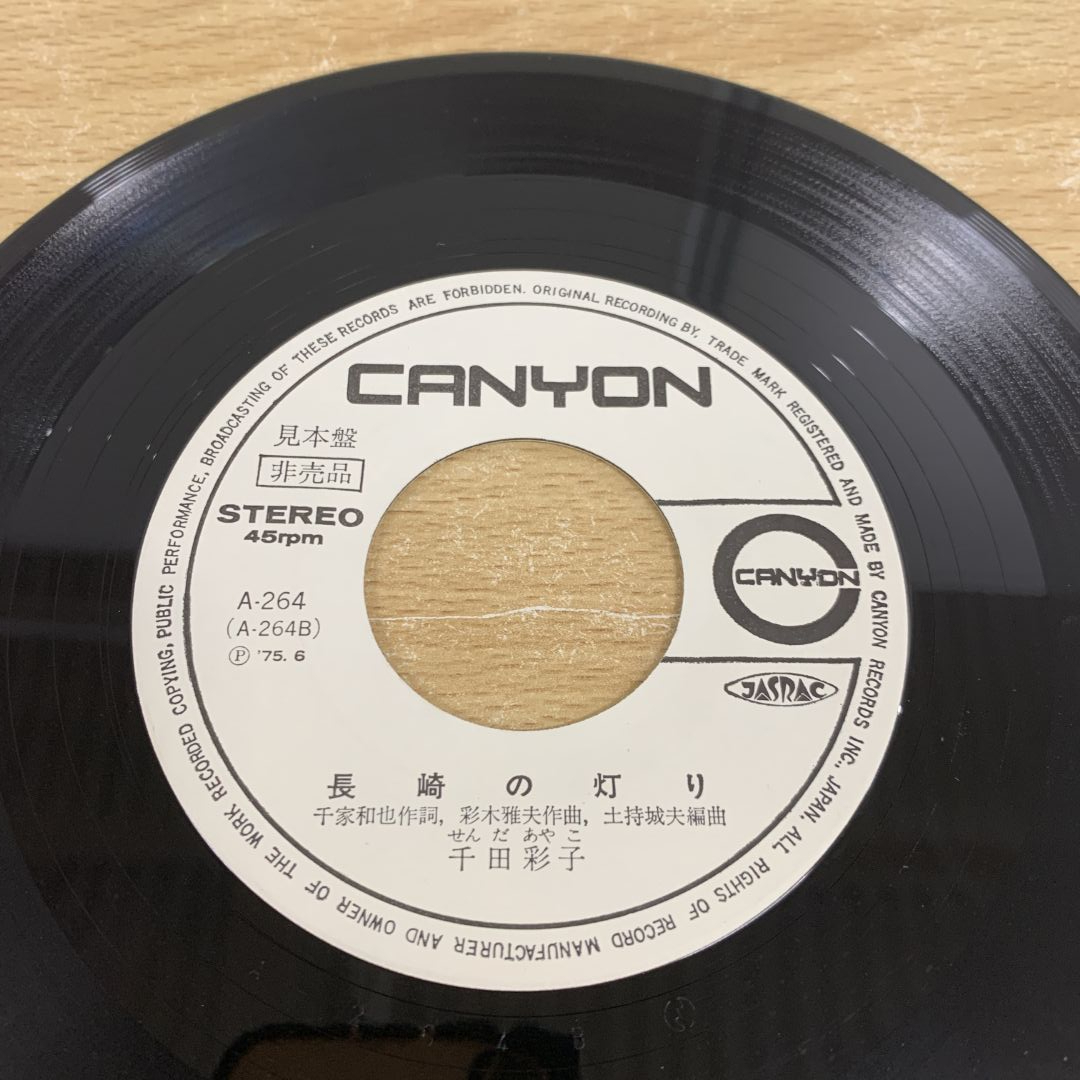 CANYON
見本盤
非売品
STEREO
45rpm
A-264
(A-264B)
Ⓟ '75. 6
CANYON
JASRAC
長崎の灯り
千家和也作詞, 彩木雅夫作曲, 土持城夫編曲
せんだあやこ
千田彩子
ORIGINAL RECORDING BY, TRADE MARK REGISTERED AND MADE BY CANYON RECORDS INC., JAPAN. ALL RIGHTS OF RECORD MANUFACTURER AND OWNER OF THE WORK RECORDED COPYING, PUBLIC PERFORMANCE, BROADCASTING OF THESE RECORDS ARE FORBIDDEN.